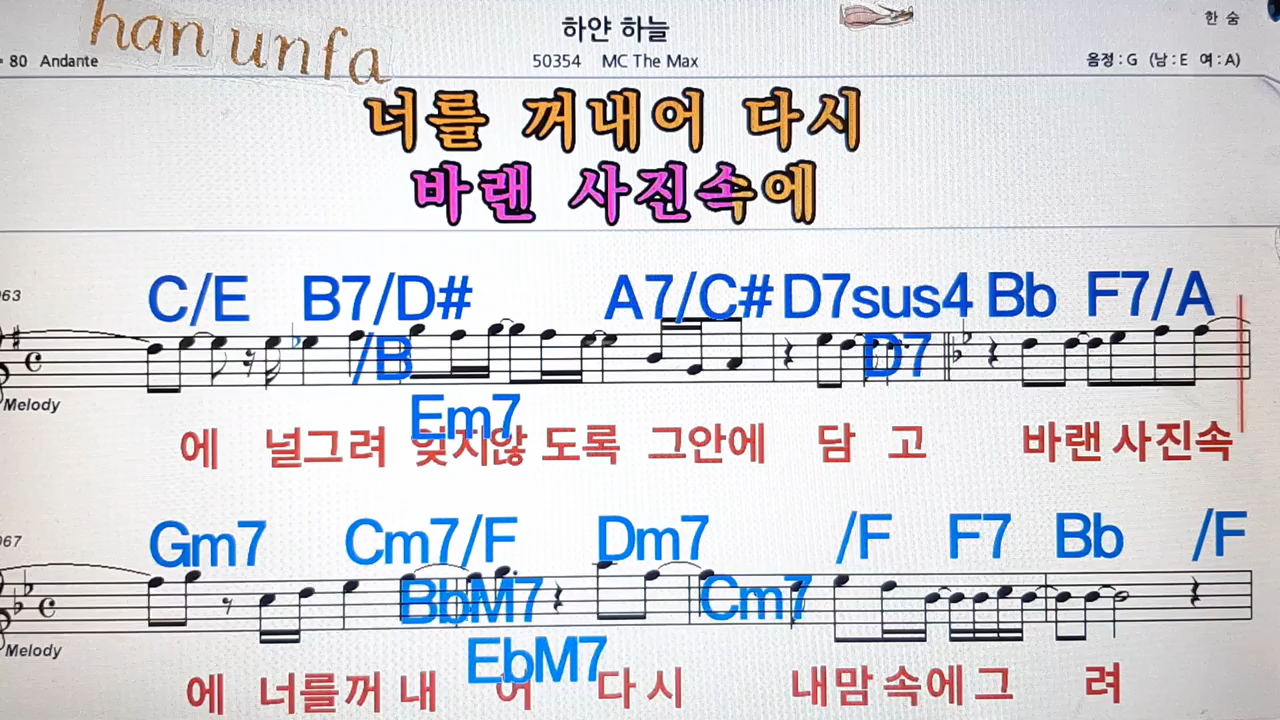 han unfa
하얀 하늘
한 숨
= 80 Andante
50354 MC The Max
음정 : G (남 : E 여 : A)
너를 꺼내어 다시
바랜 사진속에
063
C/E B7/D# A7/C# D7sus4 Bb F7/A
/B D7
Melody
Em7
에 널그려 잊지않 도록 그안에 담 고 바랜 사진속
067
Gm7 Cm7/F Dm7 /F F7 Bb /F
BbM7 Cm7
Melody
EbM7
에 너를꺼 내 어 다 시 내맘 속에 그 려